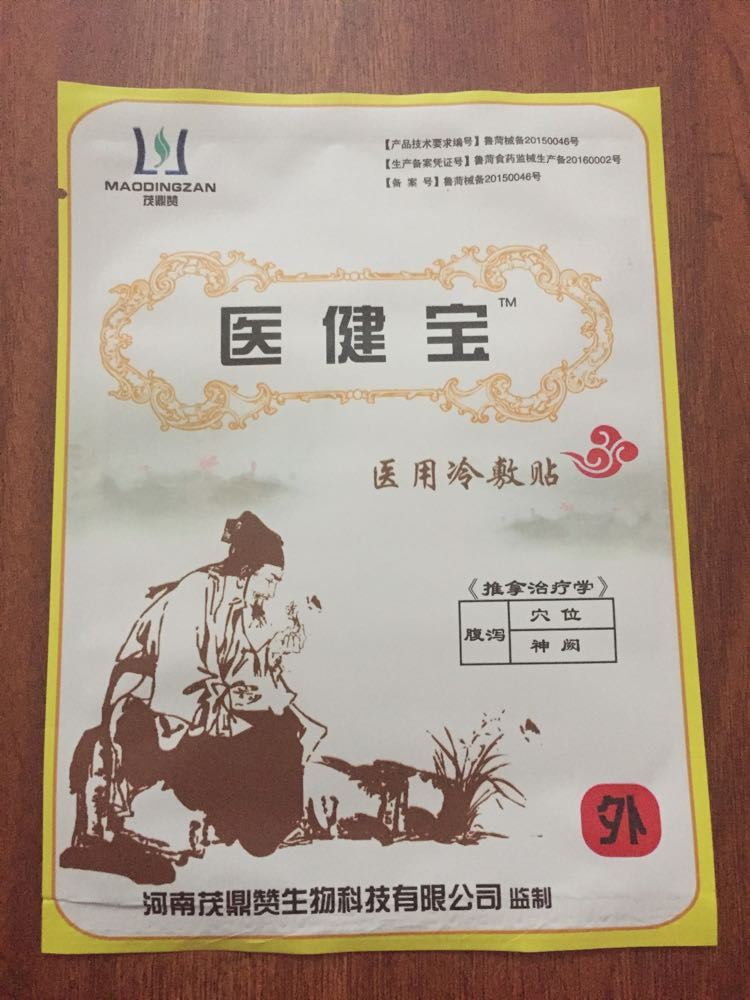 MAODINGZAN
茂鼎赞
【产品技术要求编号】鲁菏械备20150046号
【生产备案凭证号】鲁菏食药监械生产备20160002号
【备 案 号】鲁菏械备20150046号
医健宝™
医用冷敷贴
《推拿治疗学》
腹泻
穴位
神阙
外
河南茂鼎赞生物科技有限公司 监制